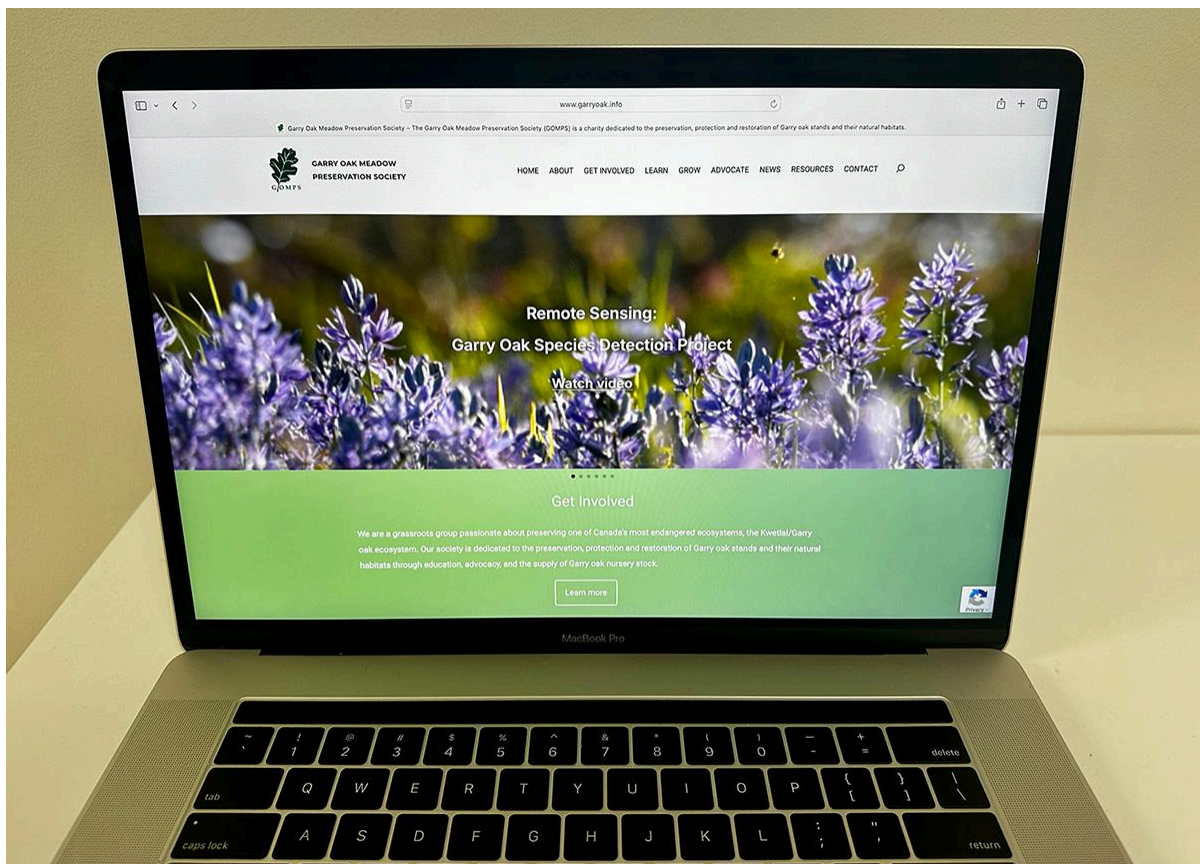 www.garryoak.info
Garry Oak Meadow Preservation Society – The Garry Oak Meadow Preservation Society (GOMPS) is a charity dedicated to the preservation, protection and restoration of Garry oak stands and their natural habitats.
GARRY OAK MEADOW
PRESERVATION SOCIETY
GOMPS
HOME ABOUT GET INVOLVED LEARN GROW ADVOCATE NEWS RESOURCES CONTACT
Remote Sensing:
Garry Oak Species Detection Project
Watch video
Get Involved
We are a grassroots group passionate about preserving one of Canada's most endangered ecosystems, the Kwetlal/Garry
oak ecosystem. Our society is dedicated to the preservation, protection and restoration of Garry oak stands and their natural
habitats through education, advocacy, and the supply of Garry oak nursery stock.
Learn more
Privacy -
MacBook Pro
~ ! @ # $ % ^ & * ( ) — +
` 1 2 3 4 5 6 7 8 9 0 - = delete
{ } |
tab Q W E R T Y U I O P [ ] \
: "
caps lock A S D F G H J K L ; ' return